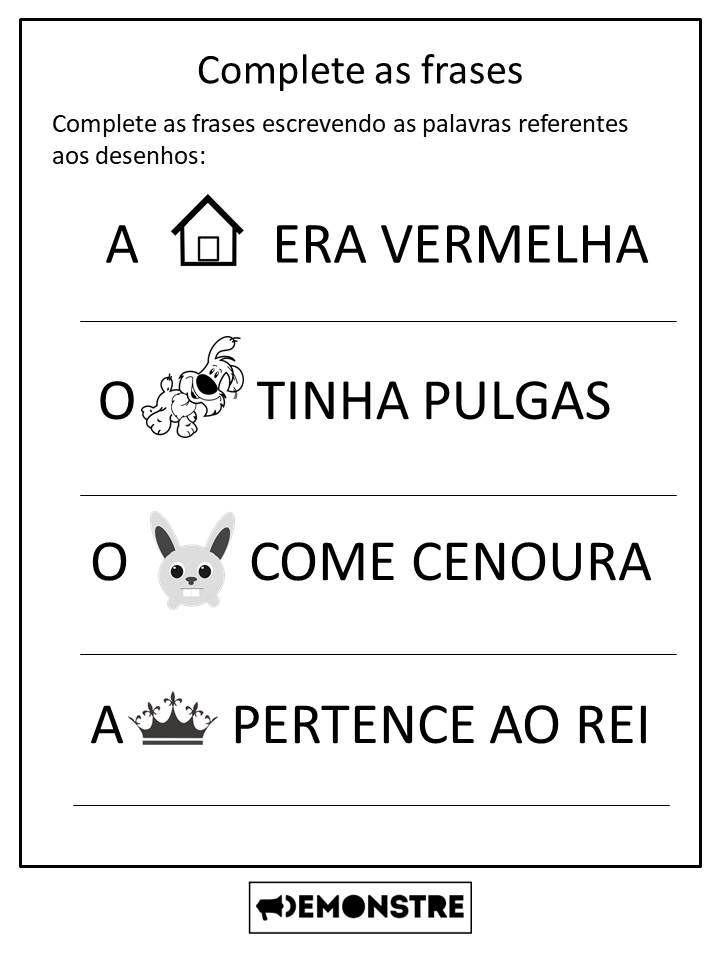 Complete as frases
Complete as frases escrevendo as palavras referentes
aos desenhos:
A ERA VERMELHA
O TINHA PULGAS
O COME CENOURA
A PERTENCE AO REI
DEMONSTRE